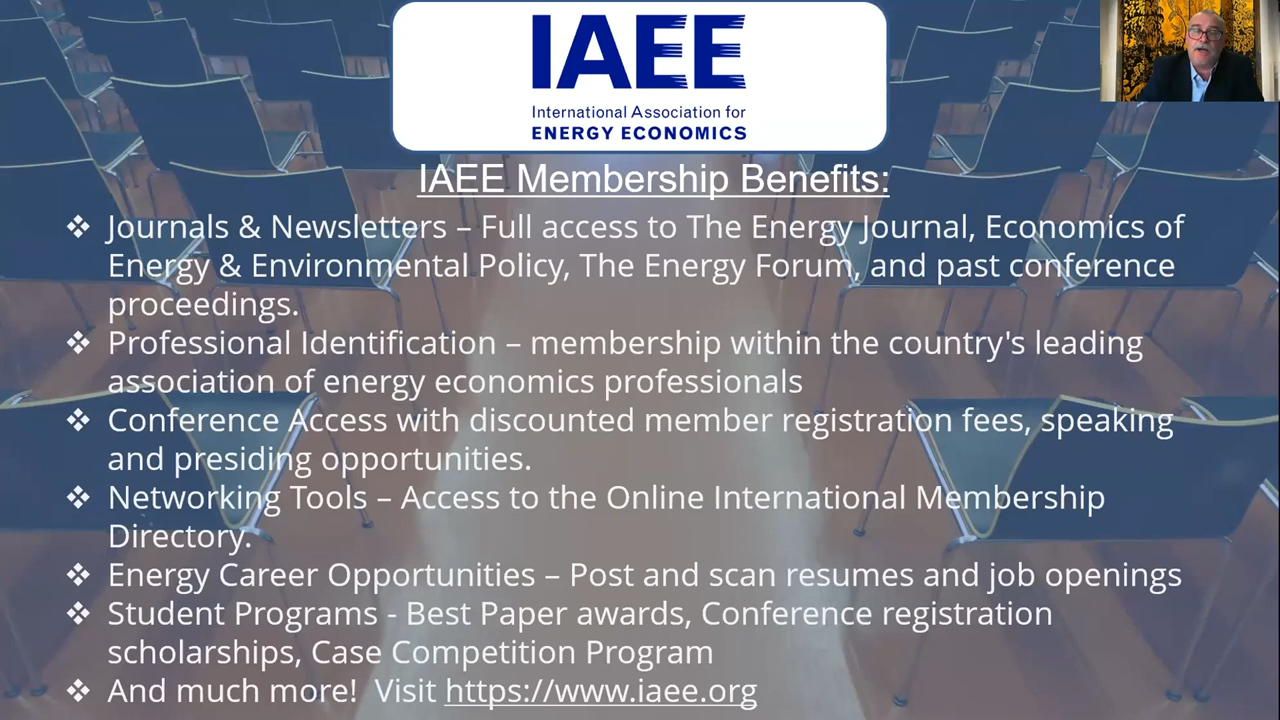 IAEE
International Association for
ENERGY ECONOMICS
IAEE Membership Benefits:
❖ Journals & Newsletters – Full access to The Energy Journal, Economics of
Energy & Environmental Policy, The Energy Forum, and past conference
proceedings.
❖ Professional Identification – membership within the country's leading
association of energy economics professionals
❖ Conference Access with discounted member registration fees, speaking
and presiding opportunities.
❖ Networking Tools – Access to the Online International Membership
Directory.
❖ Energy Career Opportunities – Post and scan resumes and job openings
❖ Student Programs - Best Paper awards, Conference registration
scholarships, Case Competition Program
❖ And much more!  Visit https://www.iaee.org